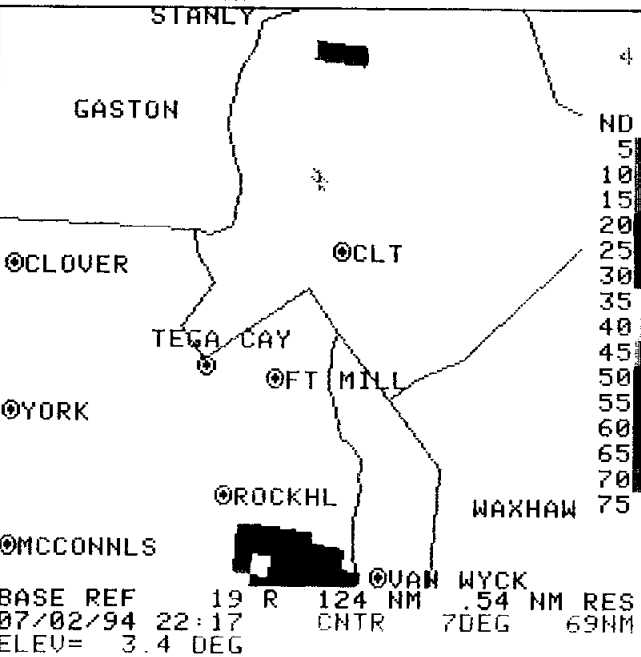 STANLY
4
GASTON
ND
5
10
15
20
CLT
25
CLOVER
30
35
TEGA CAY
40
45
FT MILL
50
55
YORK
60
65
70
ROCKHL
75
WAXHAW
MCCONNLS
VAN WYCK
BASE REF 19 R 124 NM .54 NM RES
07/02/94 22:17 CNTR 7DEG 69NM
ELEV= 3.4 DEG